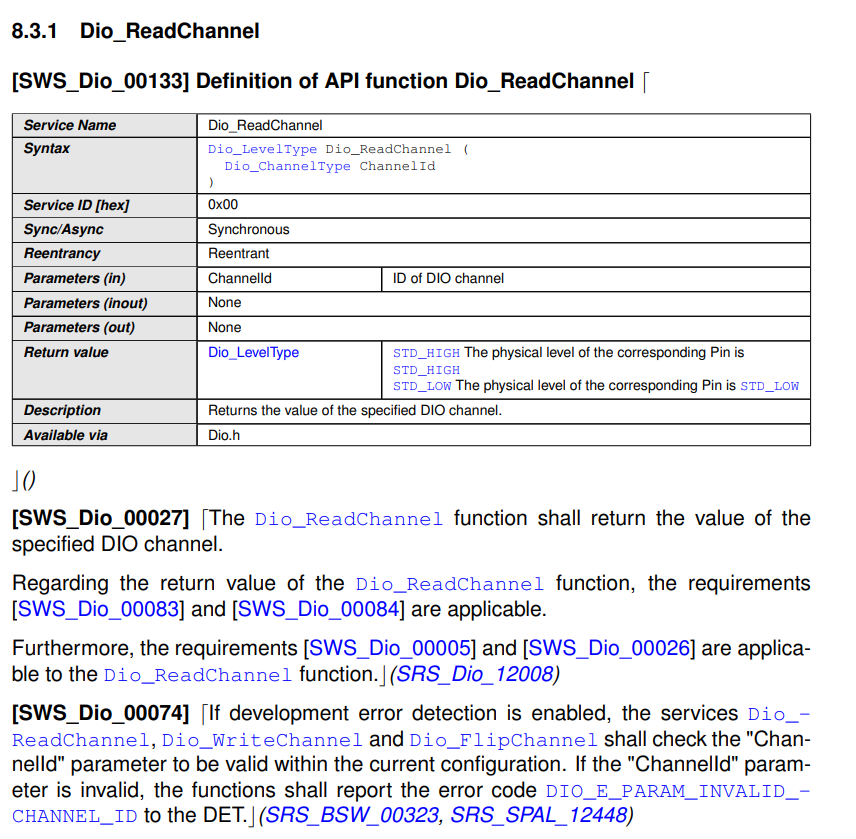 8.3.1 Dio_ReadChannel
[SWS_Dio_00133] Definition of API function Dio_ReadChannel ⌈
Service Name Dio_ReadChannel
Syntax Dio_LevelType Dio_ReadChannel (
Dio_ChannelType ChannelId
)
Service ID [hex] 0x00
Sync/Async Synchronous
Reentrancy Reentrant
Parameters (in) ChannelId ID of DIO channel
Parameters (inout) None
Parameters (out) None
Return value Dio_LevelType STD_HIGH The physical level of the corresponding Pin is
STD_HIGH
STD_LOW The physical level of the corresponding Pin is STD_LOW
Description Returns the value of the specified DIO channel.
Available via Dio.h
⌋()
[SWS_Dio_00027] ⌈The Dio_ReadChannel function shall return the value of the
specified DIO channel.
Regarding the return value of the Dio_ReadChannel function, the requirements
[SWS_Dio_00083] and [SWS_Dio_00084] are applicable.
Furthermore, the requirements [SWS_Dio_00005] and [SWS_Dio_00026] are applica-
ble to the Dio_ReadChannel function.⌋(SRS_Dio_12008)
[SWS_Dio_00074] ⌈If development error detection is enabled, the services Dio_-
ReadChannel, Dio_WriteChannel and Dio_FlipChannel shall check the "Chan-
nelId" parameter to be valid within the current configuration. If the "ChannelId" param-
eter is invalid, the functions shall report the error code DIO_E_PARAM_INVALID_-
CHANNEL_ID to the DET.⌋(SRS_BSW_00323, SRS_SPAL_12448)